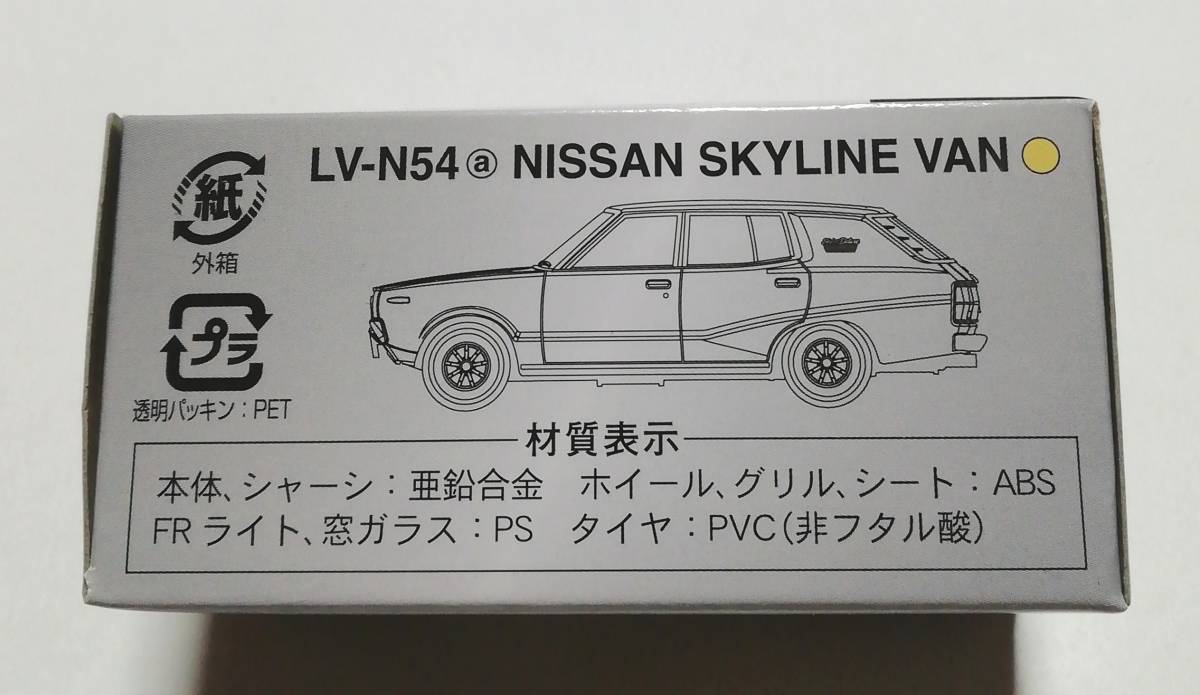 LV-N54 ⓐ NISSAN SKYLINE VAN
紙
外箱
プラ
透明パッキン：PET
材質表示
本体、シャーシ：亜鉛合金　ホイール、グリル、シート：ABS
FR ライト、窓ガラス：PS　タイヤ：PVC（非フタル酸）